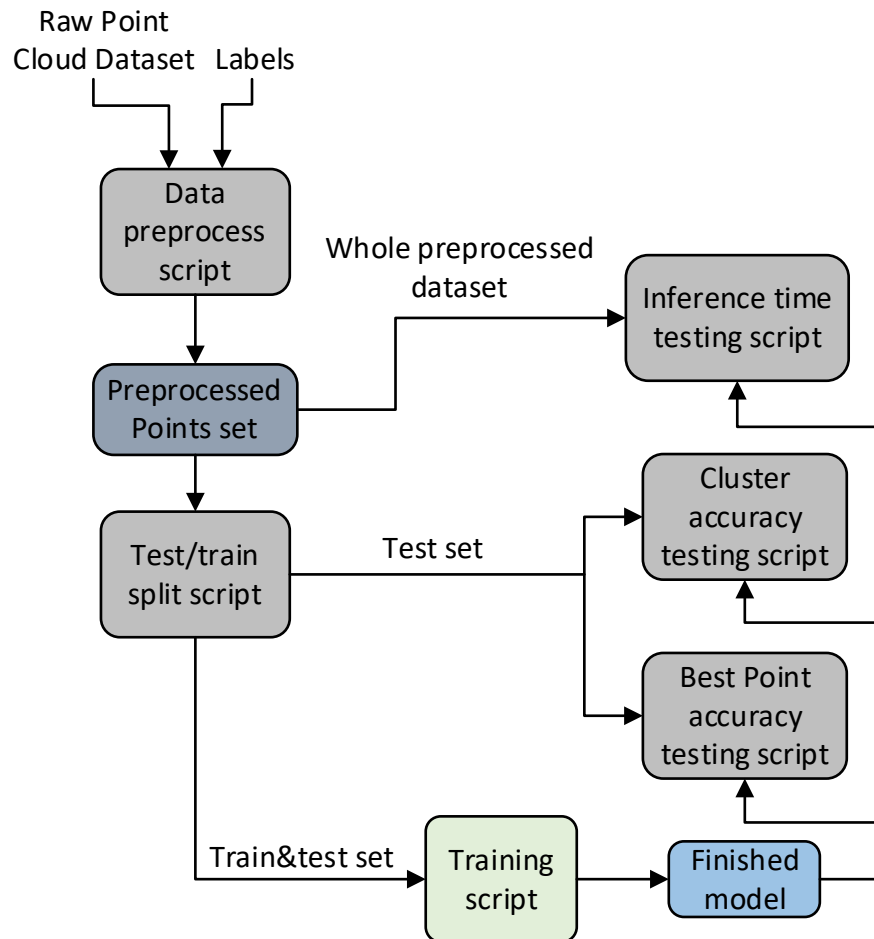 Raw Point
Cloud Dataset
Labels
Data
preprocess
script
Whole preprocessed
dataset
Inference time
testing script
Preprocessed
Points set
Cluster
accuracy
testing script
Test/train
split script
Test set
Best Point
accuracy
testing script
Train&test set
Training
script
Finished
model